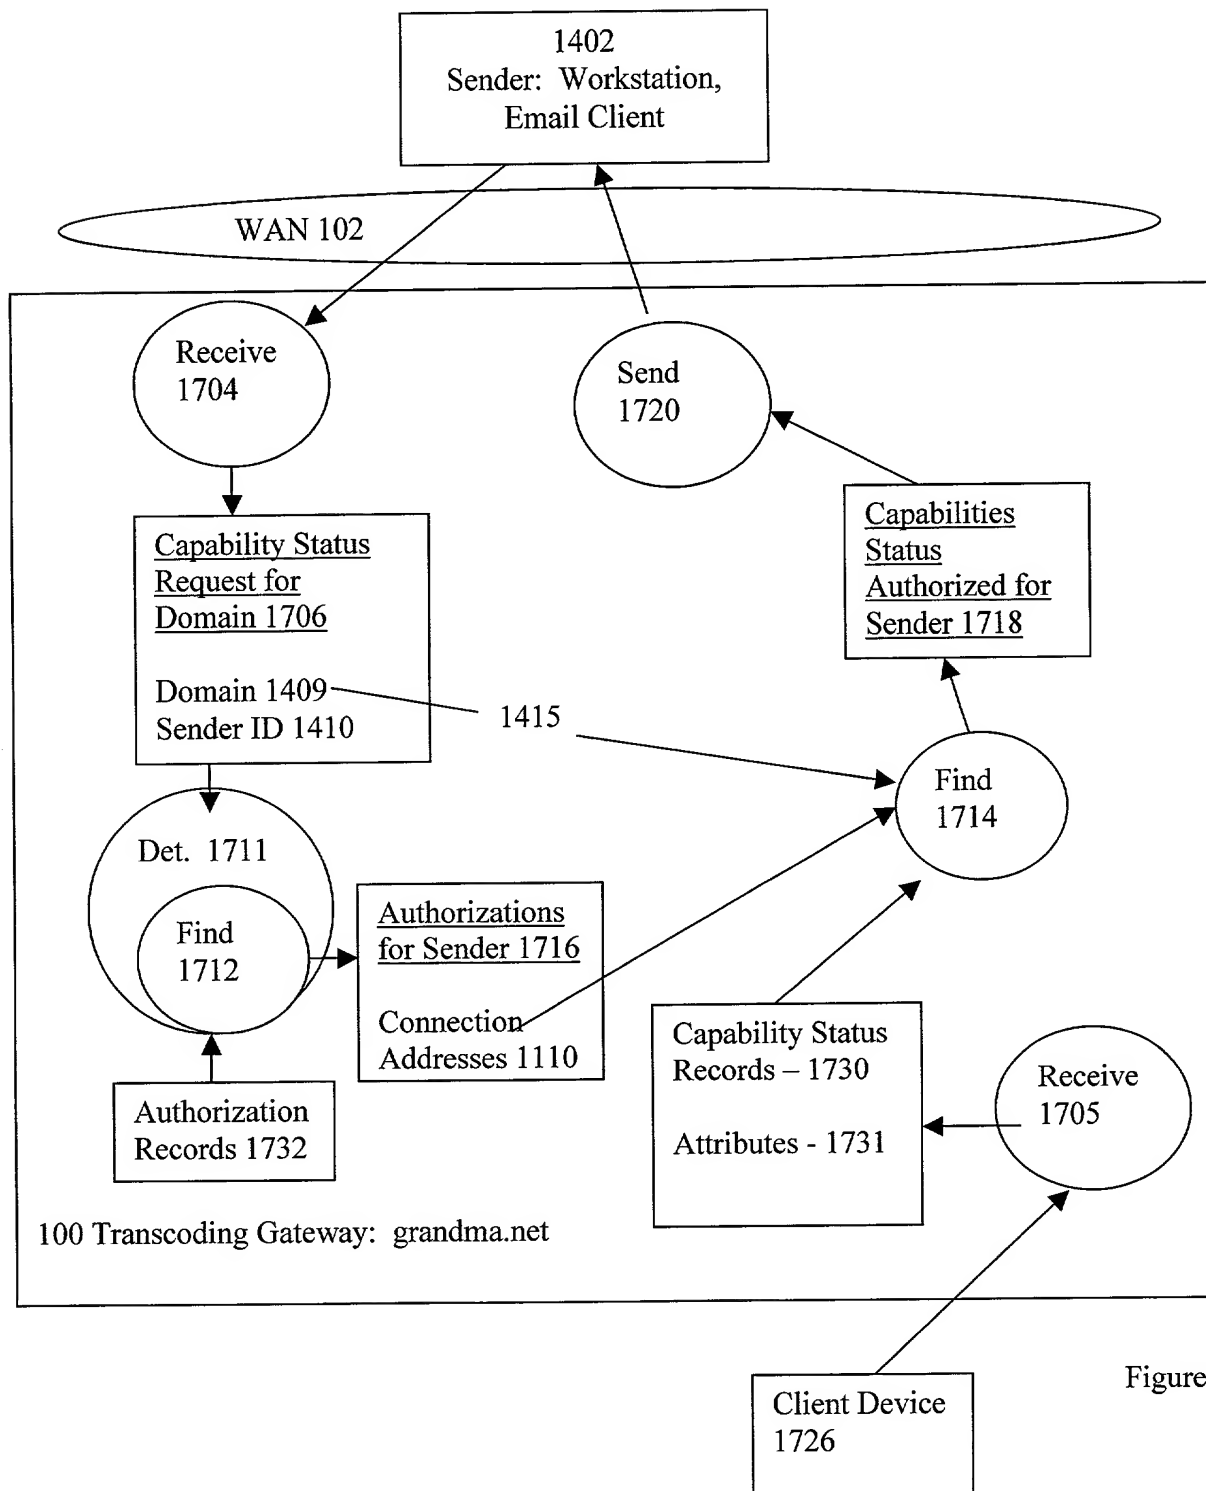 1402
Sender: Workstation,
Email Client
WAN 102
Receive
1704
Send
1720
Capability Status
Request for
Domain 1706
Domain 1409
Sender ID 1410
Capabilities
Status
Authorized for
Sender 1718
1415
Find
1714
Det. 1711
Find
1712
Authorizations
for Sender 1716
Connection
Addresses 1110
Authorization
Records 1732
Capability Status
Records – 1730
Attributes - 1731
Receive
1705
100 Transcoding Gateway: grandma.net
Client Device
1726
Figure